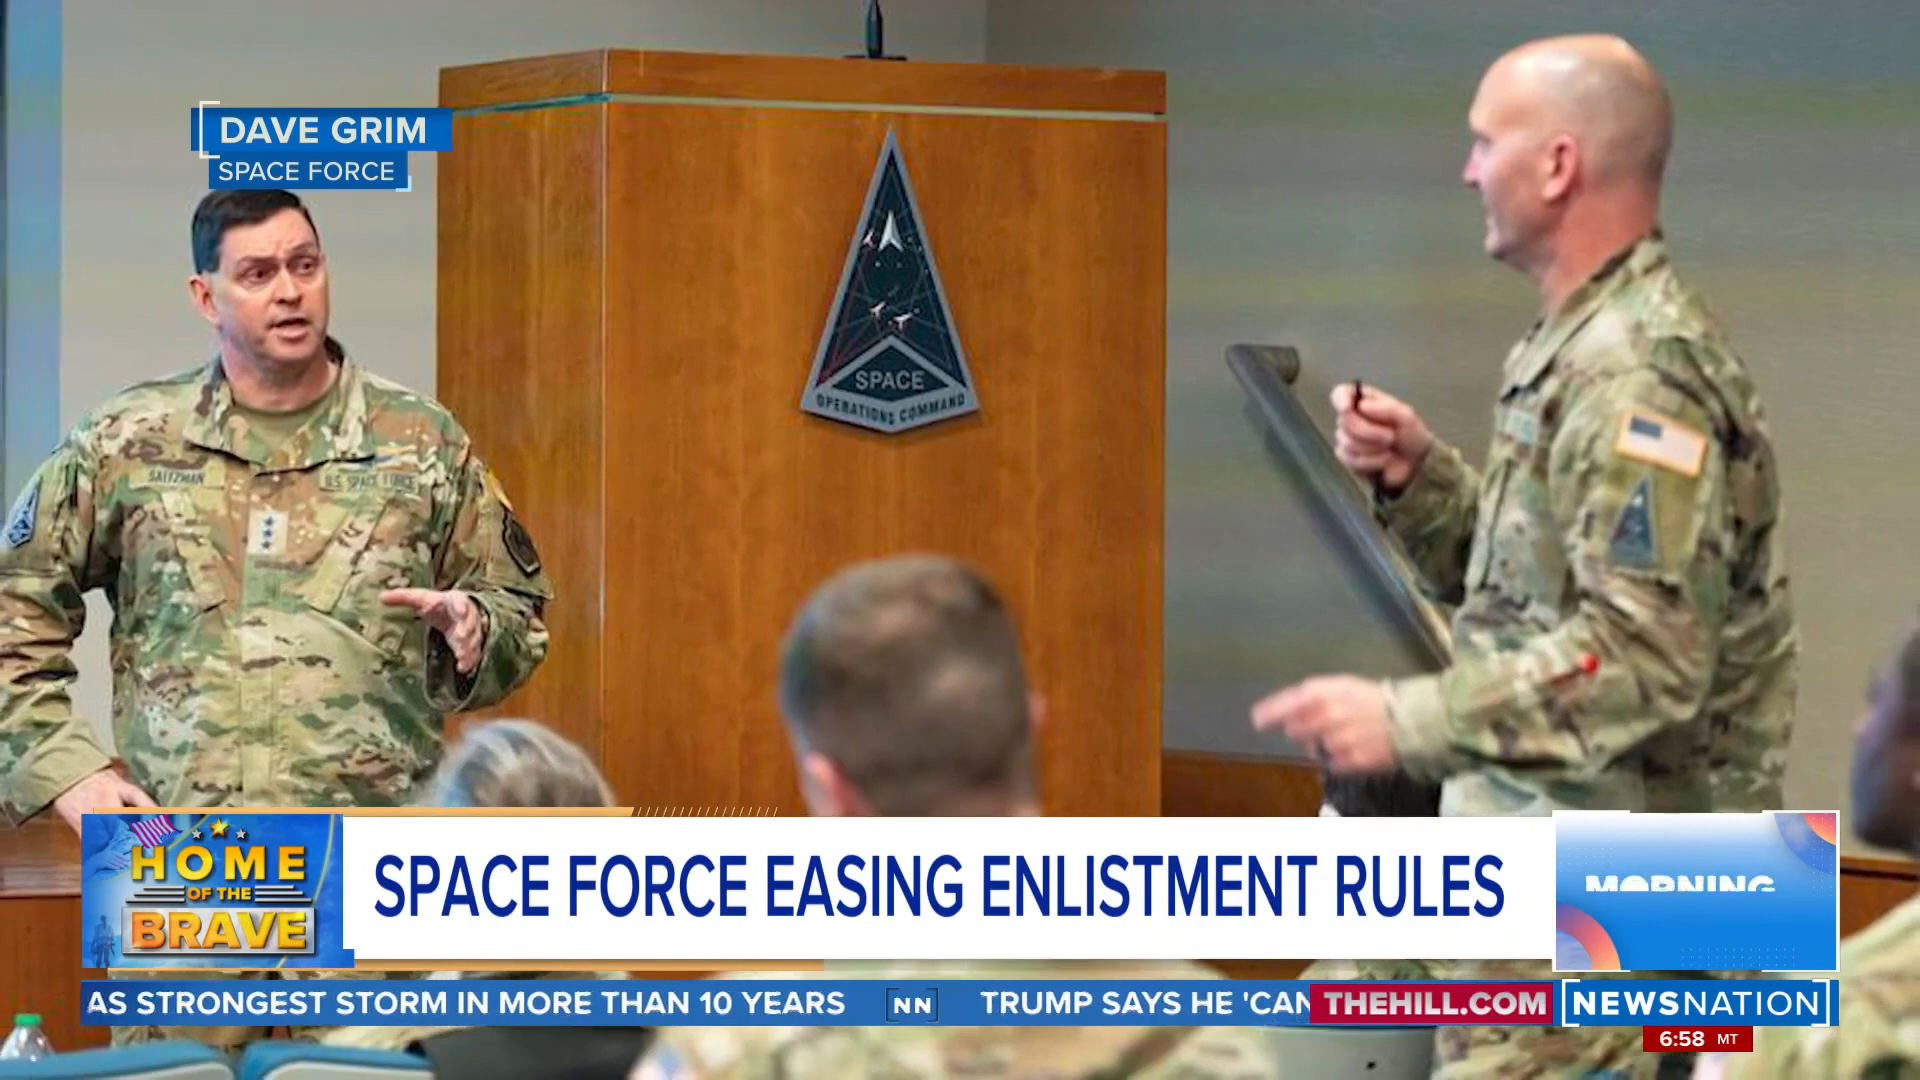 DAVE GRIM
SPACE FORCE
SPACE
OPERATIONS COMMAND
SALTZMAN
U.S. SPACE FORCE
HOME
OF THE
BRAVE
SPACE FORCE EASING ENLISTMENT RULES
MORNING
AS STRONGEST STORM IN MORE THAN 10 YEARS
NN
TRUMP SAYS HE 'CAN
THEHILL.COM
NEWSNATION
6:58 MT